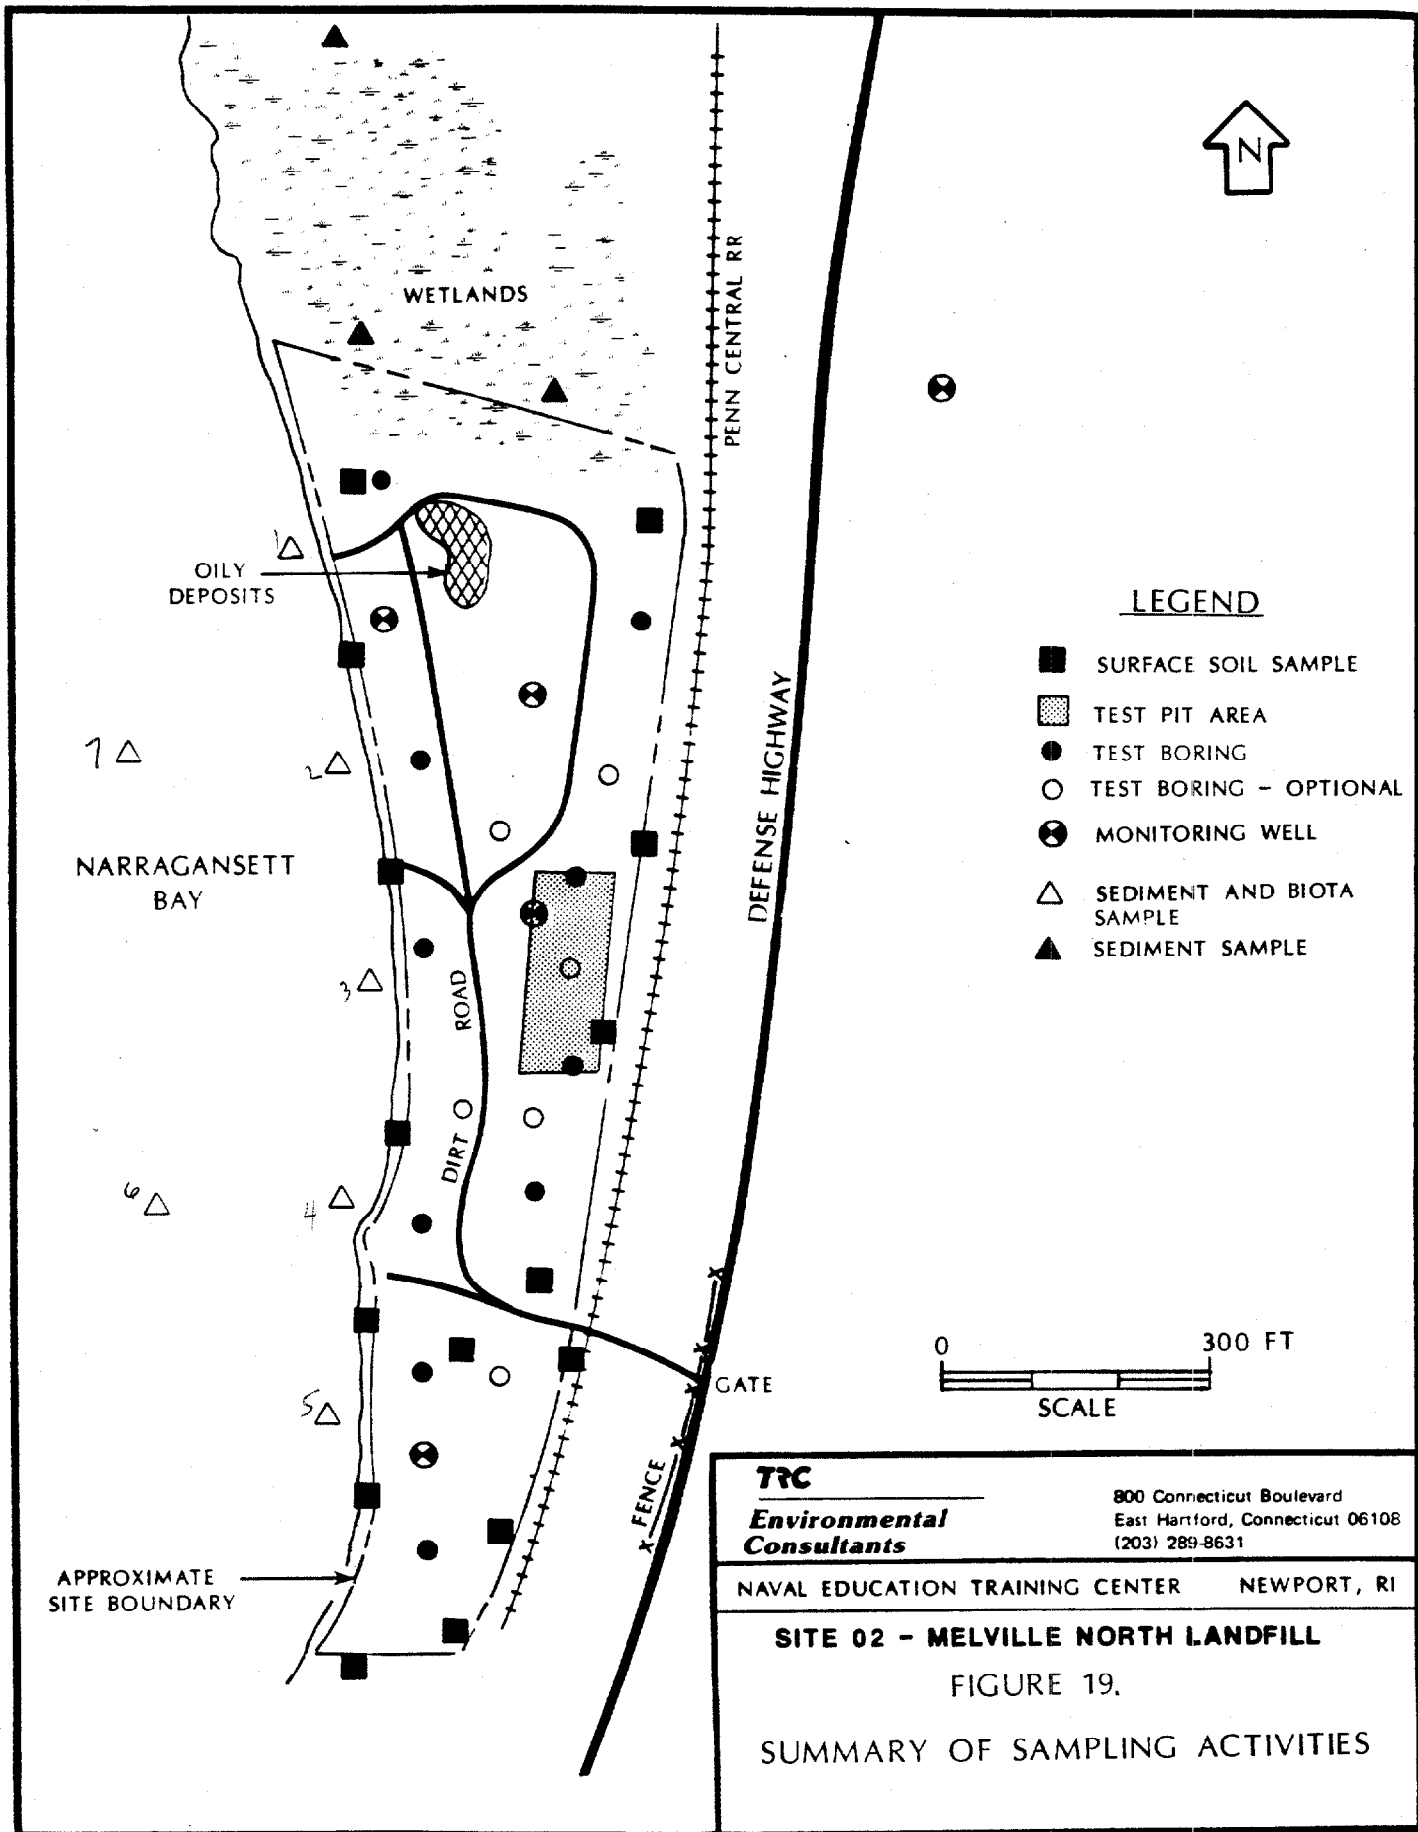 N
WETLANDS
PENN CENTRAL RR
1
OILY
DEPOSITS
LEGEND
SURFACE SOIL SAMPLE
TEST PIT AREA
TEST BORING
TEST BORING - OPTIONAL
MONITORING WELL
SEDIMENT AND BIOTA
SAMPLE
SEDIMENT SAMPLE
7
2
DEFENSE HIGHWAY
NARRAGANSETT
BAY
3
DIRT ROAD
6
4
0 300 FT
SCALE
GATE
5
FENCE
APPROXIMATE
SITE BOUNDARY
TRC
Environmental
Consultants
800 Connecticut Boulevard
East Hartford, Connecticut 06108
(203) 289-8631
NAVAL EDUCATION TRAINING CENTER NEWPORT, RI
SITE 02 - MELVILLE NORTH LANDFILL
FIGURE 19.
SUMMARY OF SAMPLING ACTIVITIES